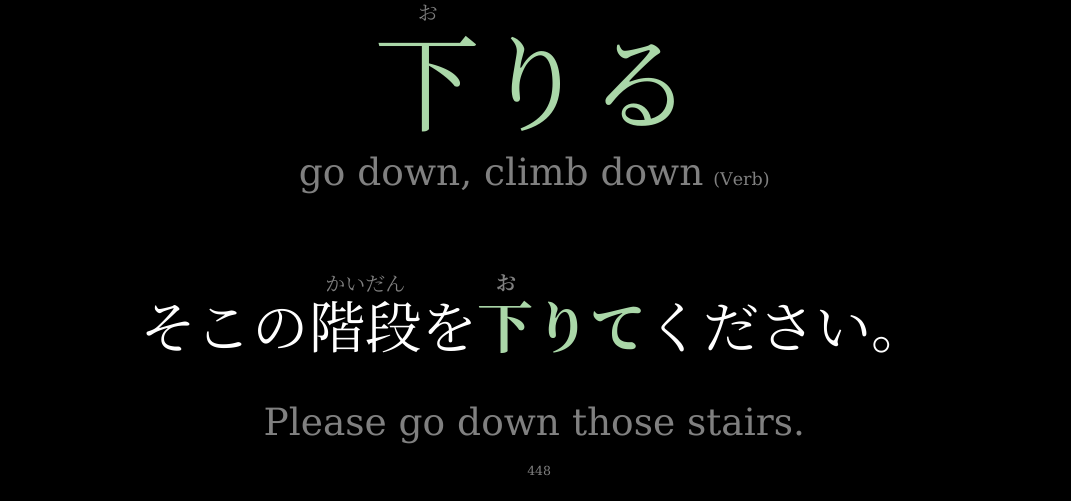 お
下りる
go down, climb down (Verb)
かいだん お
そこの階段を下りてください。
Please go down those stairs.
448